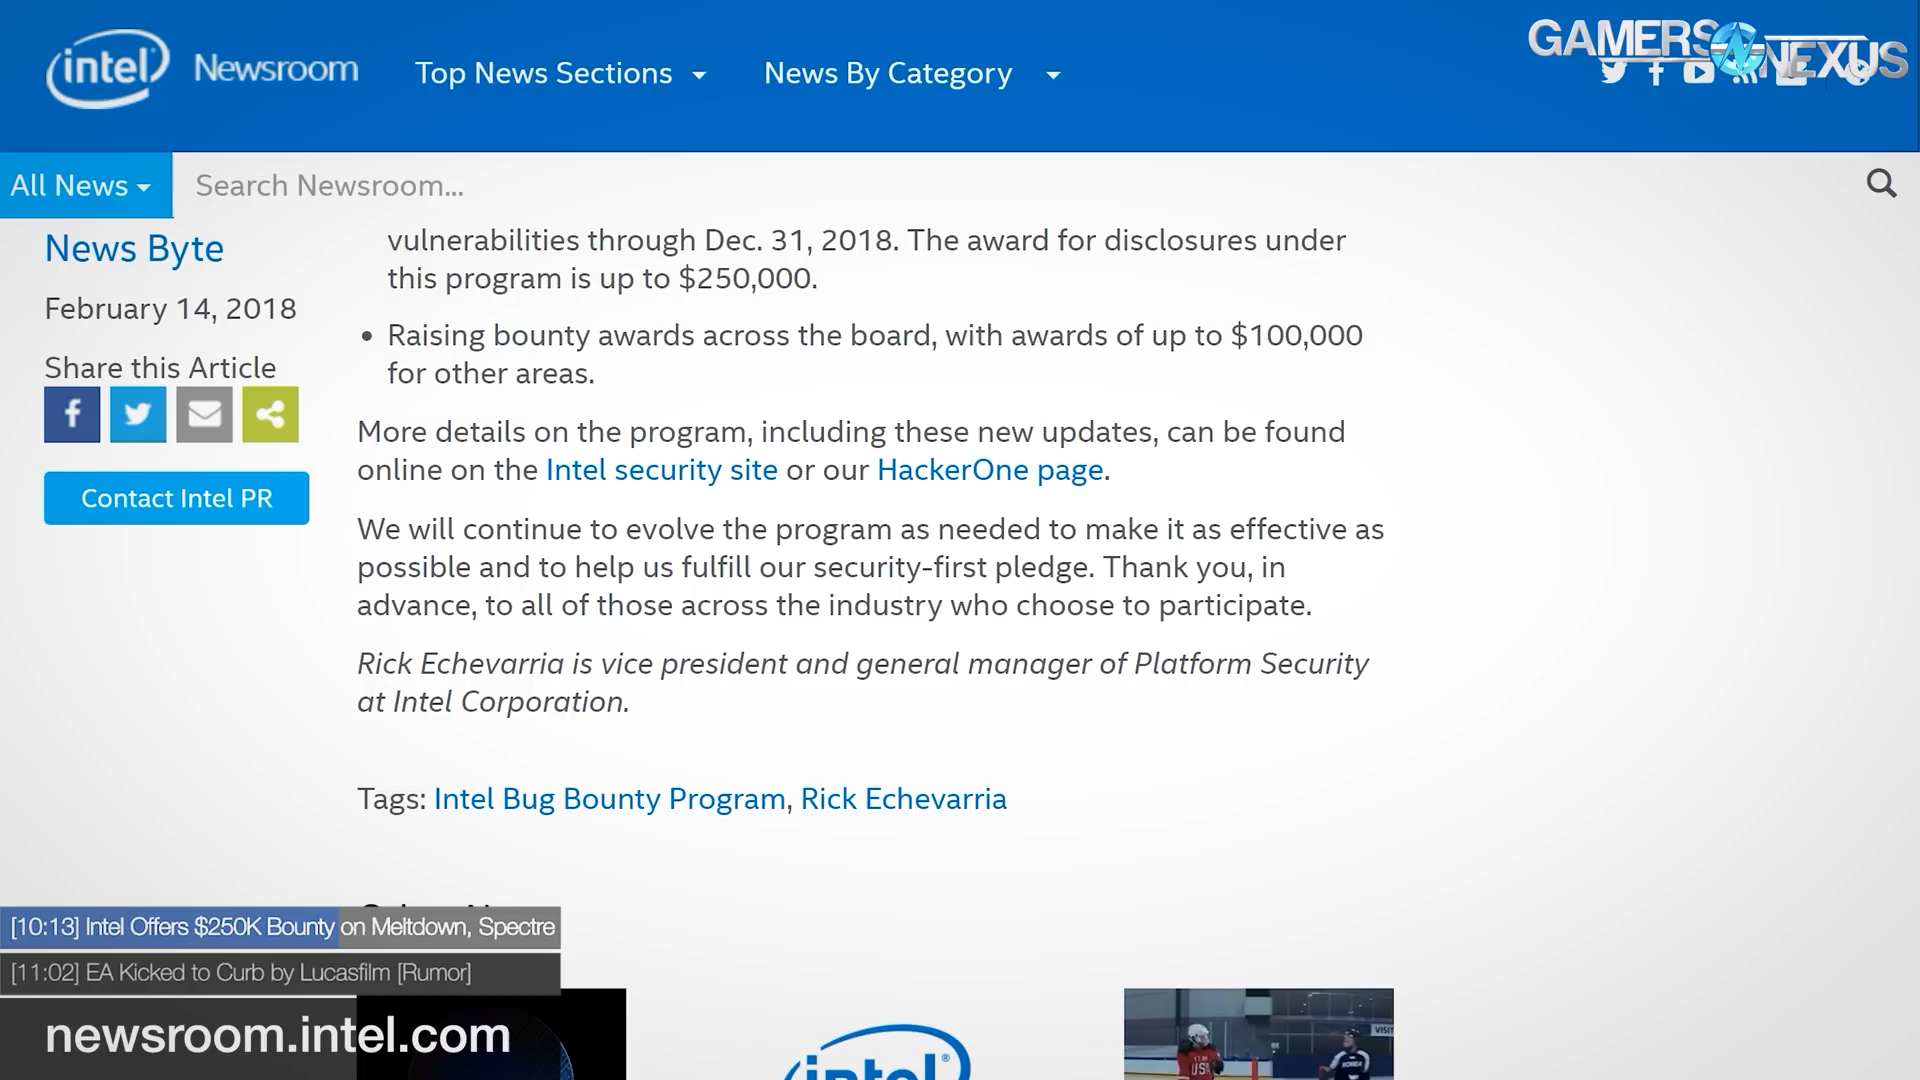 intel Newsroom
Top News Sections
News By Category
GAMERS NEXUS
All News
Search Newsroom...
News Byte
February 14, 2018
Share this Article
Contact Intel PR
vulnerabilities through Dec. 31, 2018. The award for disclosures under
this program is up to $250,000.
• Raising bounty awards across the board, with awards of up to $100,000
for other areas.
More details on the program, including these new updates, can be found
online on the Intel security site or our HackerOne page.
We will continue to evolve the program as needed to make it as effective as
possible and to help us fulfill our security-first pledge. Thank you, in
advance, to all of those across the industry who choose to participate.
Rick Echevarria is vice president and general manager of Platform Security
at Intel Corporation.
Tags: Intel Bug Bounty Program, Rick Echevarria
[10:13] Intel Offers $250K Bounty on Meltdown, Spectre
[11:02] EA Kicked to Curb by Lucasfilm [Rumor]
newsroom.intel.com
intel
USA